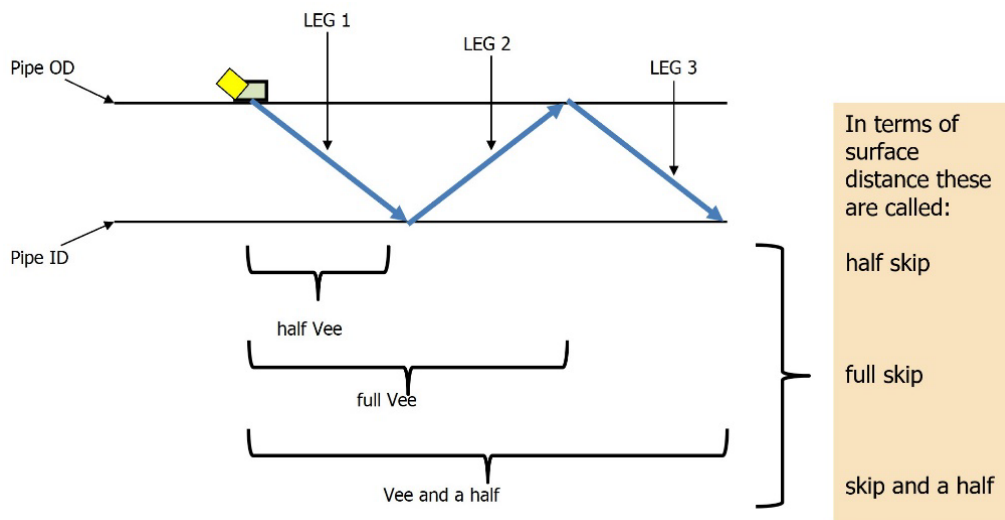 LEG 1
LEG 2
LEG 3
Pipe OD
Pipe ID
half Vee
full Vee
Vee and a half
In terms of
surface
distance these
are called:
half skip
full skip
skip and a half